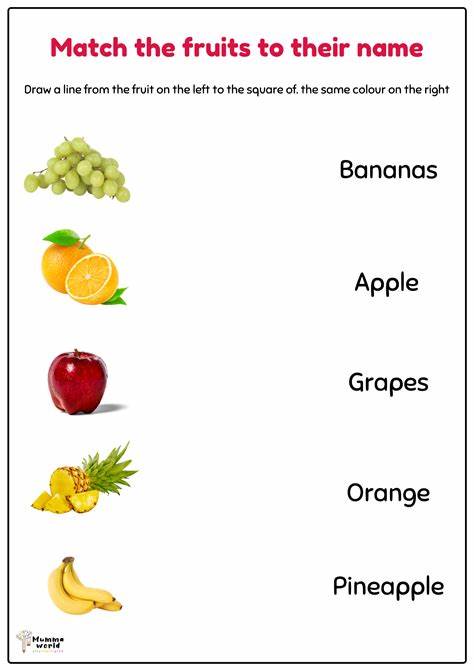 Match the fruits to their name
Draw a line from the fruit on the left to the square of. the same colour on the right
Bananas
Apple
Grapes
Orange
Pineapple
Mumma
world